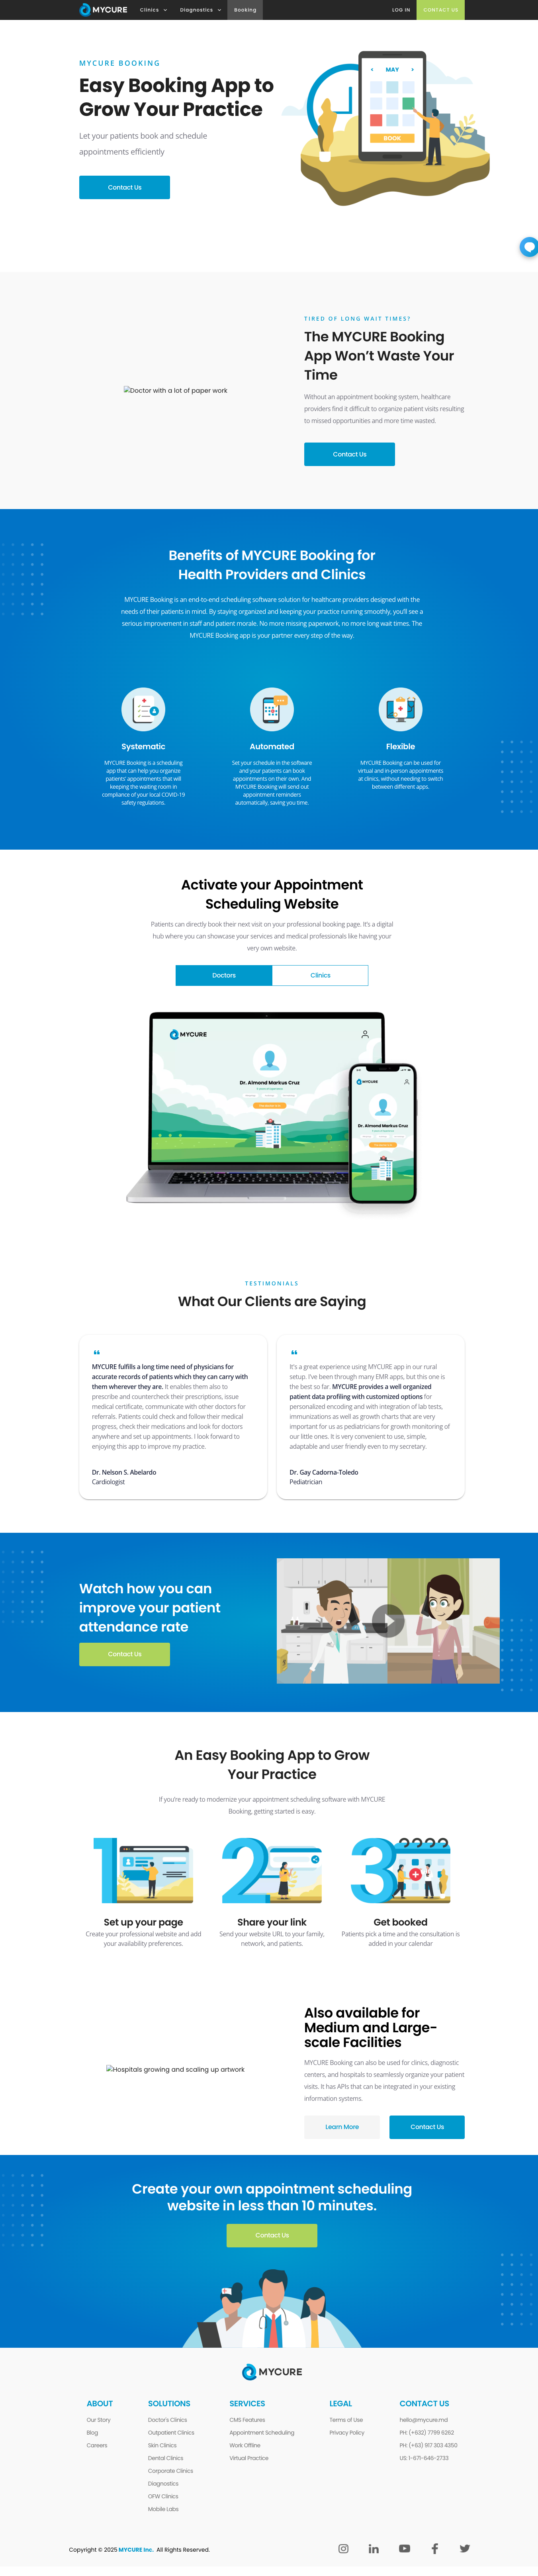 MYCURE Clinics Diagnostics Booking LOG IN CONTACT US
MYCURE BOOKING
Easy Booking App to
Grow Your Practice
Let your patients book and schedule
appointments efficiently
Contact Us
MAY
BOOK
TIRED OF LONG WAIT TIMES?
The MYCURE Booking
App Won’t Waste Your
Time
Doctor with a lot of paper work
Without an appointment booking system, healthcare
providers find it difficult to organize patient visits resulting
to missed opportunities and more time wasted.
Contact Us
Benefits of MYCURE Booking for
Health Providers and Clinics
MYCURE Booking is an end-to-end scheduling software solution for healthcare providers designed with the
needs of their patients in mind. By staying organized and keeping your practice running smoothly, you’ll see a
serious improvement in staff and patient morale. No more missing paperwork, no more long wait times. The
MYCURE Booking app is your partner every step of the way.
Systematic
MYCURE Booking is a scheduling
app that can help you organize
patients’ appointments that will
keeping the waiting room in
compliance of your local COVID-19
safety regulations.
Automated
Set your schedule in the software
and your patients can book
appointments on their own. And
MYCURE Booking will send out
appointment reminders
automatically, saving you time.
Flexible
MYCURE Booking can be used for
virtual and in-person appointments
at clinics, without needing to switch
between different apps.
Activate your Appointment
Scheduling Website
Patients can directly book their next visit on your professional booking page. It’s a digital
hub where you can showcase your services and medical professionals like having your
very own website.
Doctors Clinics
MYCURE
Dr. Almond Markus Cruz
MYCURE
Dr. Almond Markus Cruz
TESTIMONIALS
What Our Clients are Saying
MYCURE fulfills a long time need of physicians for
accurate records of patients which they can carry with
them wherever they are. It enables them also to
prescribe and countercheck their prescriptions, issue
medical certificate, communicate with other doctors for
referrals. Patients could check and follow their medical
progress, check their medications and look for doctors
anywhere and set up appointments. I look forward to
enjoying this app to improve my practice.
Dr. Nelson S. Abelardo
Cardiologist
It's a great experience using MYCURE app in our rural
setup. I've been through many EMR apps, but this one is
the best so far. MYCURE provides a well organized
patient data profiling with customized options for
personalized encoding and with integration of lab tests,
immunizations as well as growth charts that are very
important for us as pediatricians for growth monitoring of
our little ones. It is very convenient to use, simple,
adaptable and user friendly even to my secretary.
Dr. Gay Cadorna-Toledo
Pediatrician
Watch how you can
improve your patient
attendance rate
Contact Us
An Easy Booking App to Grow
Your Practice
If you’re ready to modernize your appointment scheduling software with MYCURE
Booking, getting started is easy.
1 2 3
Set up your page
Create your professional website and add
your availability preferences.
Share your link
Send your website URL to your family,
network, and patients.
Get booked
Patients pick a time and the consultation is
added in your calendar
Hospitals growing and scaling up artwork
Also available for
Medium and Large-
scale Facilities
MYCURE Booking can also be used for clinics, diagnostic
centers, and hospitals to seamlessly organize your patient
visits. It has APIs that can be integrated in your existing
information systems.
Learn More Contact Us
Create your own appointment scheduling
website in less than 10 minutes.
Contact Us
MYCURE
ABOUT
Our Story
Blog
Careers
SOLUTIONS
Doctor's Clinics
Outpatient Clinics
Skin Clinics
Dental Clinics
Corporate Clinics
Diagnostics
OFW Clinics
Mobile Labs
SERVICES
CMS Features
Appointment Scheduling
Work Offline
Virtual Practice
LEGAL
Terms of Use
Privacy Policy
CONTACT US
hello@mycure.md
PH: (+632) 7799 6262
PH: (+63) 917 303 4350
US: 1-671-646-2733
Copyright © 2025 MYCURE Inc. All Rights Reserved.